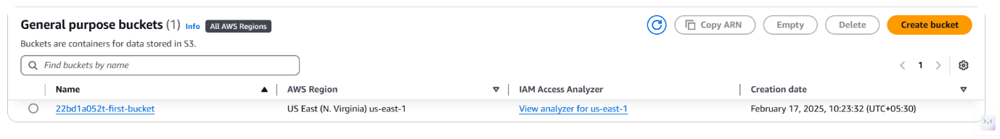 General purpose buckets (1) Info All AWS Regions
Copy ARN Empty Delete Create bucket
Buckets are containers for data stored in S3.
Find buckets by name
1
Name AWS Region IAM Access Analyzer Creation date
22bd1a052t-first-bucket US East (N. Virginia) us-east-1 View analyzer for us-east-1 February 17, 2025, 10:23:32 (UTC+05:30)